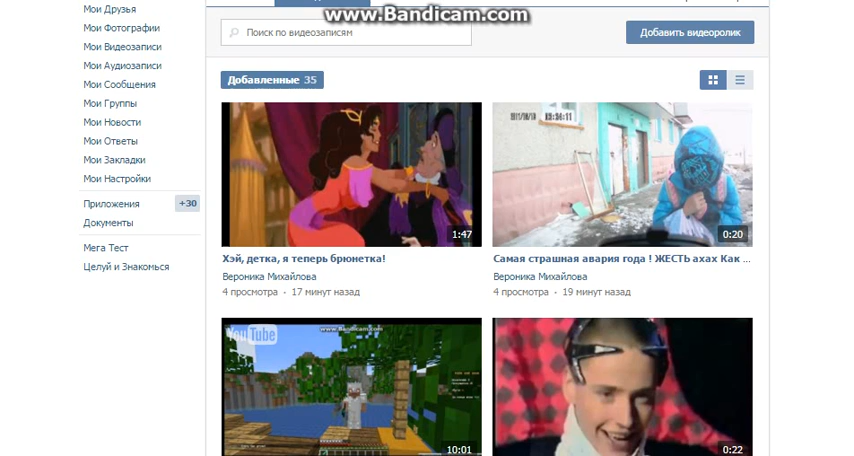 www.Bandicam.com
Мои Друзья
Мои Фотографии
Мои Видеозаписи
Мои Аудиозаписи
Мои Сообщения
Мои Группы
Мои Новости
Мои Ответы
Мои Закладки
Мои Настройки
Приложения +30
Документы
Мега Тест
Целуй и Знакомься
Поиск по видеозаписям
Добавить видеоролик
Добавленные 35
1:47
Хэй, детка, я теперь брюнетка!
Вероника Михайлова
4 просмотра · 17 минут назад
0:20
Самая страшная авария года ! ЖЕСТЬ ахах Как ...
Вероника Михайлова
4 просмотра · 19 минут назад
YouTube
www.Bandicam.com
10:01
0:22